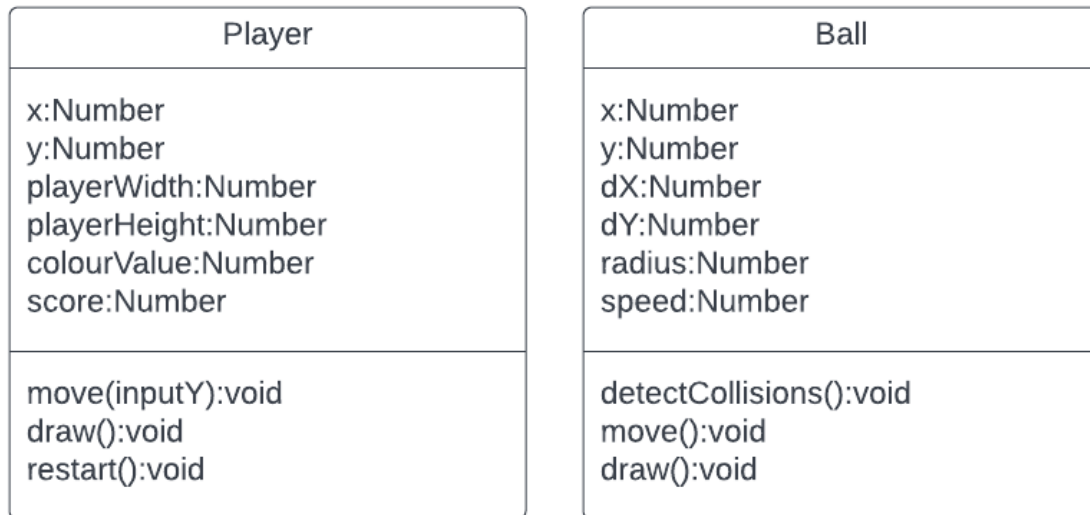 Player
x:Number
y:Number
playerWidth:Number
playerHeight:Number
colourValue:Number
score:Number
move(inputY):void
draw():void
restart():void
Ball
x:Number
y:Number
dX:Number
dY:Number
radius:Number
speed:Number
detectCollisions():void
move():void
draw():void